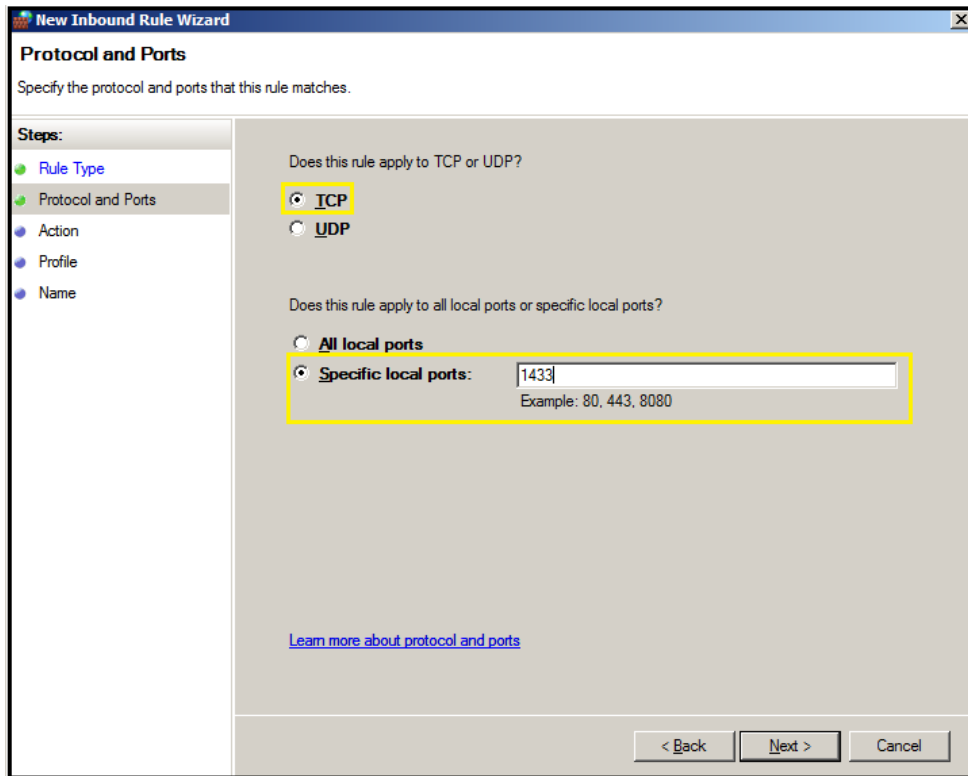 New Inbound Rule Wizard
Protocol and Ports
Specify the protocol and ports that this rule matches.
Steps:
Rule Type
Protocol and Ports
Action
Profile
Name
Does this rule apply to TCP or UDP?
TCP
UDP
Does this rule apply to all local ports or specific local ports?
All local ports
Specific local ports: 1433
Example: 80, 443, 8080
Learn more about protocol and ports
< Back Next > Cancel